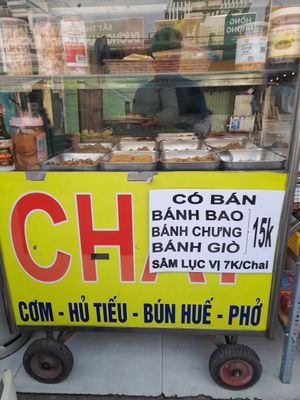 CHAY
CÓ BÁN
BÁNH BAO
BÁNH CHƯNG
BÁNH GIÒ
15k
SÂM LỤC VỊ 7K/Chai
CƠM - HỦ TIẾU - BÚN HUẾ - PHỞ